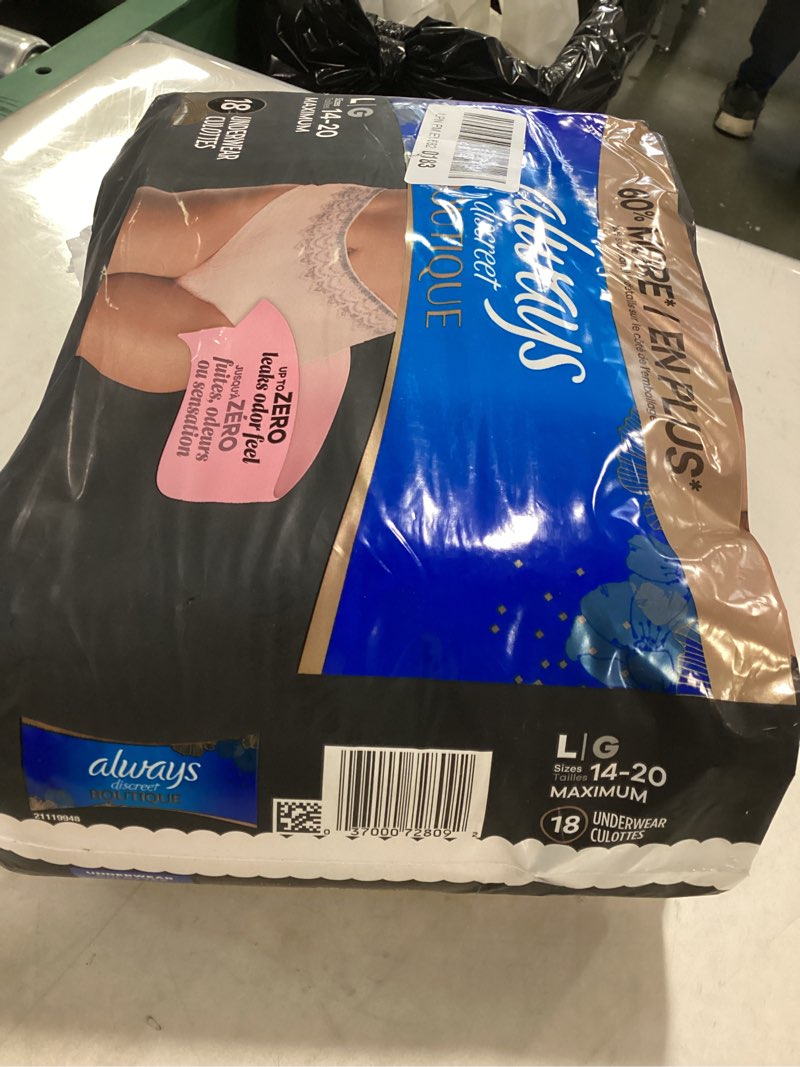 60% MORE* / EN PLUS*
always
discreet
L|G
Sizes
Tailles 14-20
MAXIMUM
18 UNDERWEAR
CULOTTES
UP TO ZERO
leaks odor feel
JUSQU'À ZÉRO
fuites, odeurs
ou sensation
always
discreet
BOUTIQUE
21119948
0 37000 72809 2
L|G
Sizes
Tailles 14-20
MAXIMUM
18 UNDERWEAR
CULOTTES
UNDERWEAR